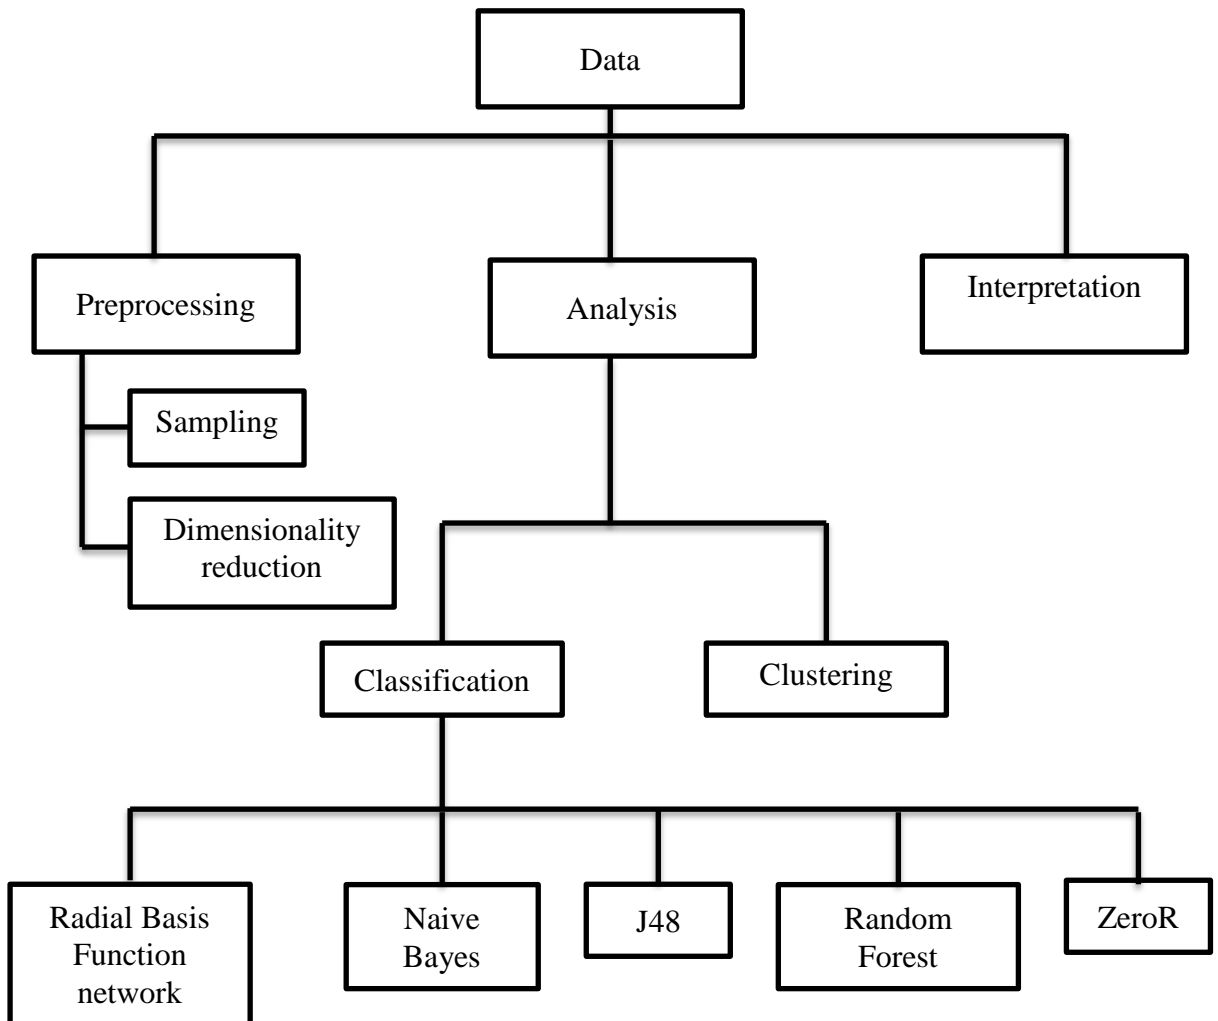 Data
Preprocessing
Analysis
Interpretation
Sampling
Dimensionality
reduction
Classification
Clustering
Radial Basis
Function
network
Naive
Bayes
J48
Random
Forest
ZeroR